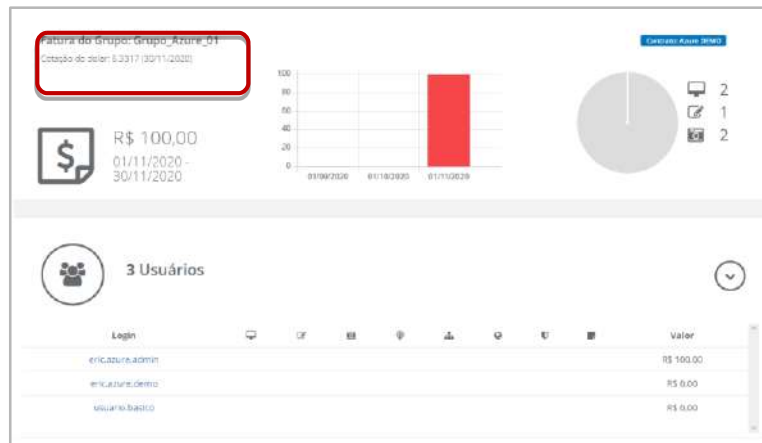 Fatura do Grupo: Grupo_Azure_01
Cotação do dolar: 5.3317 (30/11/2020)
Contrato Azure DEMO
100
80
60
40
20
0
01/09/2020 01/10/2020 01/11/2020
R$ 100,00
01/11/2020 -
30/11/2020
2
1
2
3 Usuários
Login Valor
eric.azure.admin R$ 100.00
eric.azure.demo R$ 0.00
usuario.basico R$ 0.00